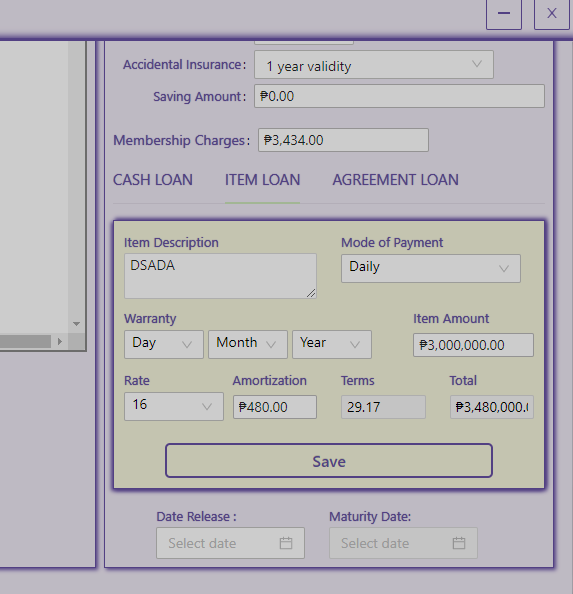 X
Accidental Insurance: 1 year validity
Saving Amount: ₱0.00
Membership Charges: ₱3,434.00
CASH LOAN ITEM LOAN AGREEMENT LOAN
Item Description Mode of Payment
DSADA Daily
Warranty Item Amount
Day Month Year ₱3,000,000.00
Rate Amortization Terms Total
16 ₱480.00 29.17 ₱3,480,000.(
Save
Date Release : Maturity Date:
Select date Select date